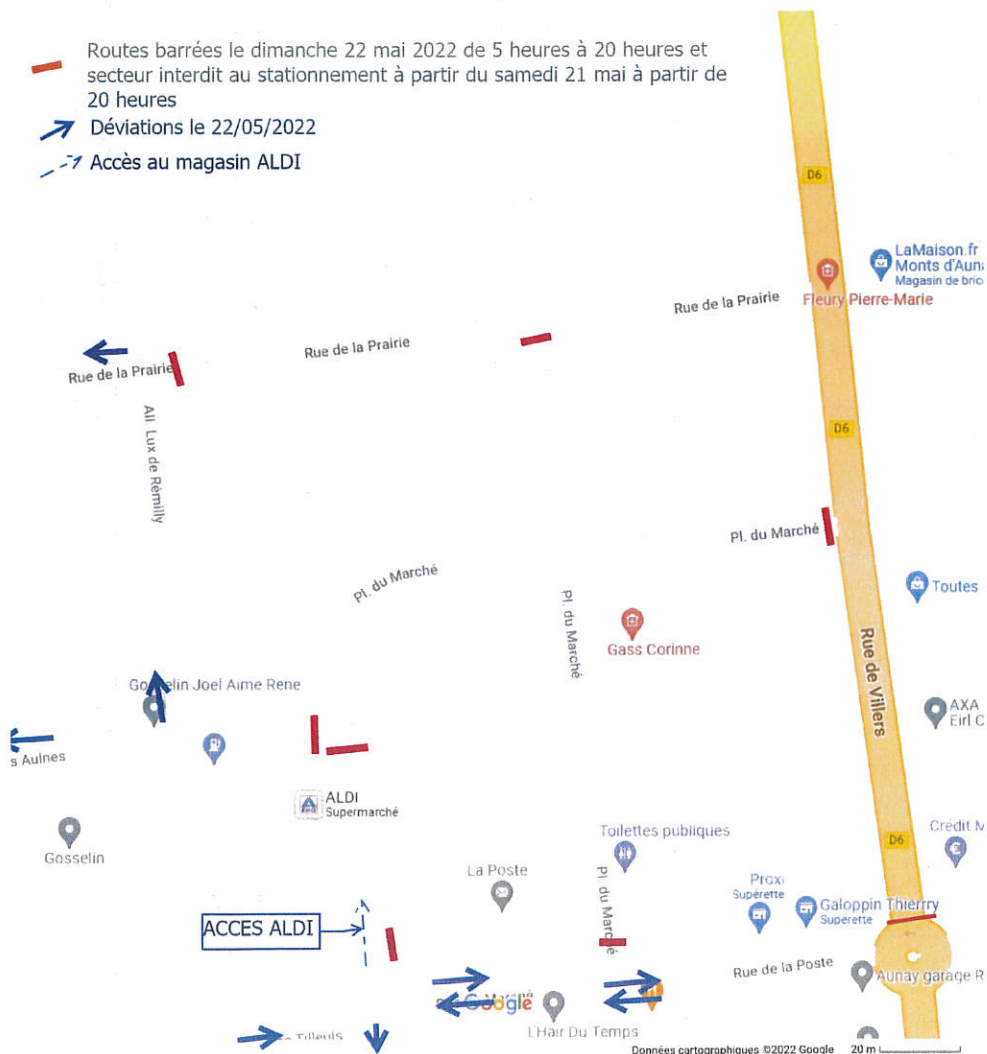 Routes barrées le dimanche 22 mai 2022 de 5 heures à 20 heures et
secteur interdit au stationnement à partir du samedi 21 mai à partir de
20 heures
Déviations le 22/05/2022
Accès au magasin ALDI
D6
LaMaison.fr
Monts d'Auna
Magasin de bric
Rue de la Prairie
Fleury Pierre-Marie
Rue de la Prairie
Rue de la Prairie
All. Lux de Rémilly
D6
Pl. du Marché
Pl. du Marché
Pl. du Marché
Toutes
Gass Corinne
Rue de Villers
Gosselin Joel Aime Rene
AXA
Eirl C
s Aulnes
ALDI
Supermarché
Gosselin
Toilettes publiques
D6
Crédit M
La Poste
Pl. du Marché
Proxi
Supérette
Galoppin Thierrry
Superette
ACCES ALDI
Rue de la Poste
Aunay garage R
Google
L'Hair Du Temps
Tilleuls
Données cartographiques ©2022 Google
20 m